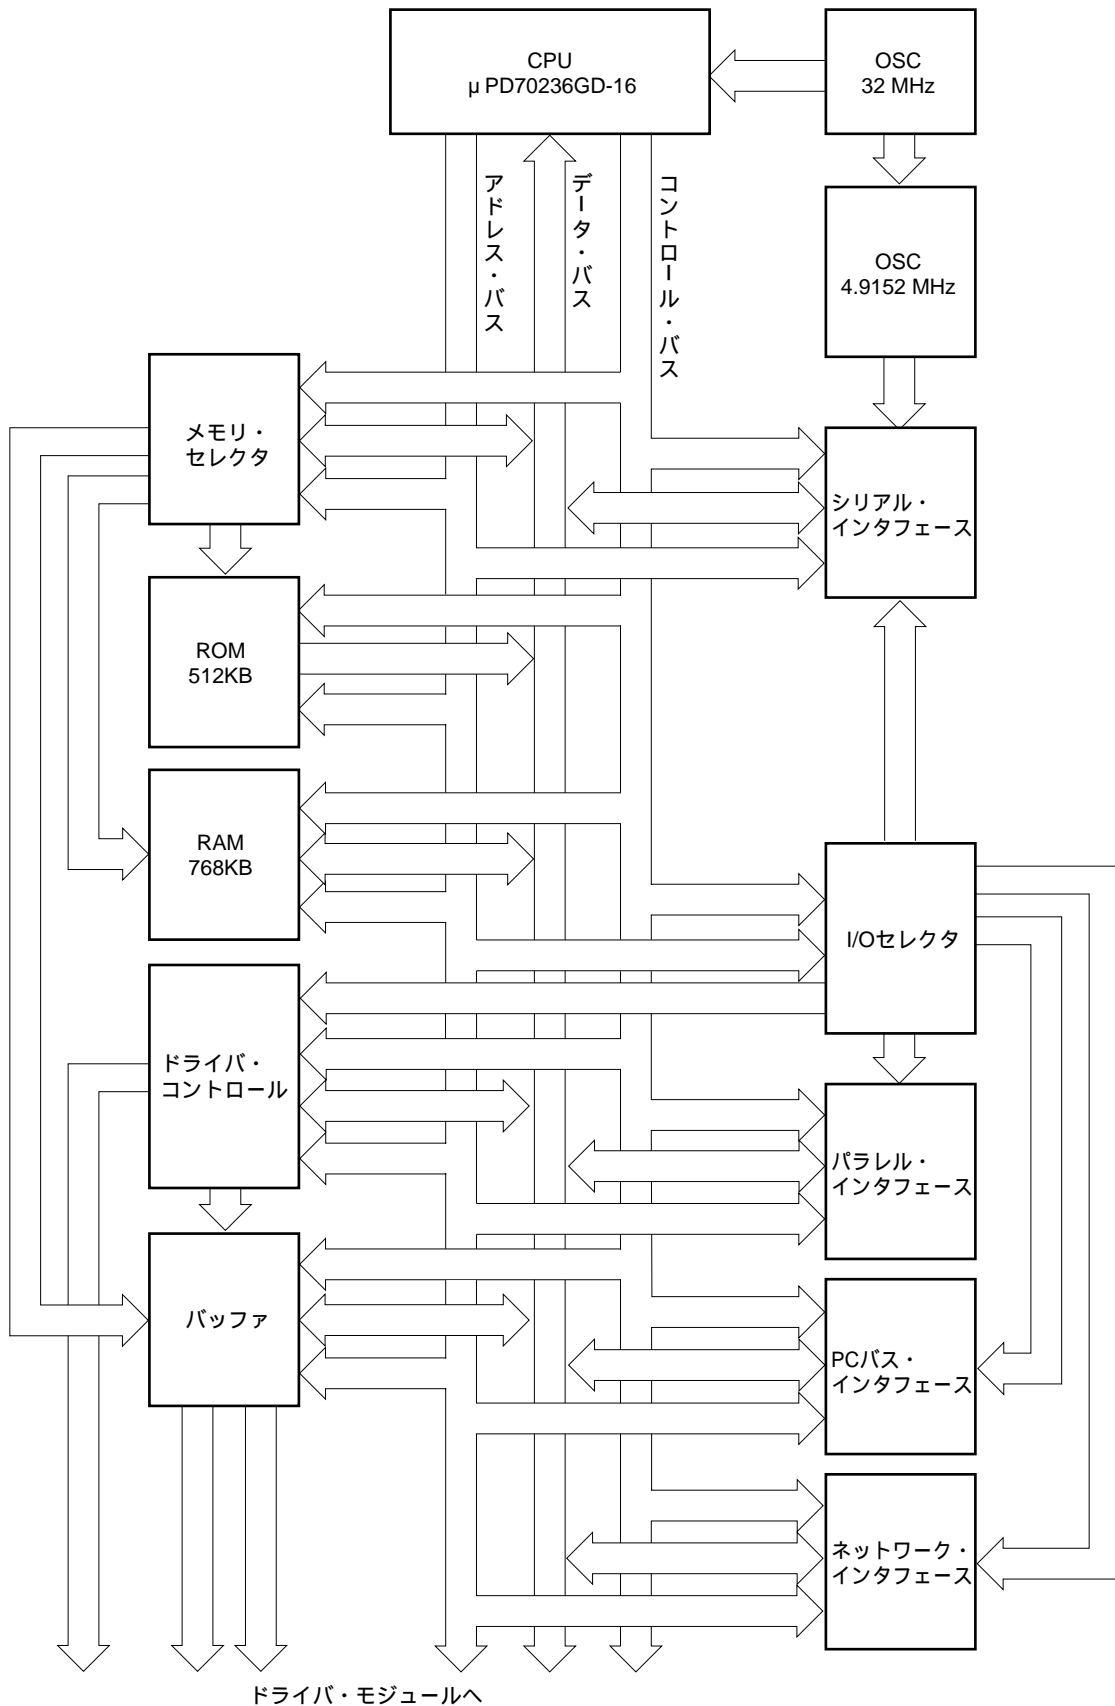 CPU
μ PD70236GD-16
OSC
32 MHz
アドレス・バス
データ・バス
コントロール・バス
OSC
4.9152 MHz
メモリ・
セレクタ
シリアル・
インタフェース
ROM
512KB
RAM
768KB
I/Oセレクタ
ドライバ・
コントロール
パラレル・
インタフェース
バッファ
PCバス・
インタフェース
ネットワーク・
インタフェース
ドライバ・モジュールへ